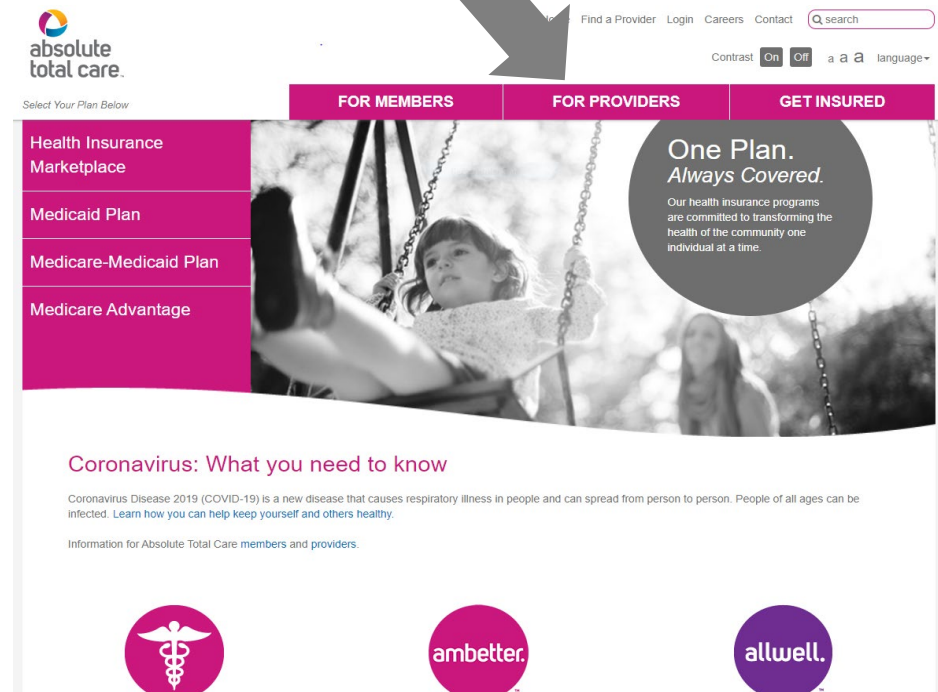 Find a Provider Login Careers Contact search
absolute
total care™
Contrast On Off a a a language
Select Your Plan Below
FOR MEMBERS FOR PROVIDERS GET INSURED
Health Insurance
Marketplace
Medicaid Plan
Medicare-Medicaid Plan
Medicare Advantage
One Plan.
Always Covered.
Our health insurance programs
are committed to transforming the
health of the community one
individual at a time.
Coronavirus: What you need to know
Coronavirus Disease 2019 (COVID-19) is a new disease that causes respiratory illness in people and can spread from person to person. People of all ages can be
infected. Learn how you can help keep yourself and others healthy.
Information for Absolute Total Care members and providers.
ambetter.™
allwell.™